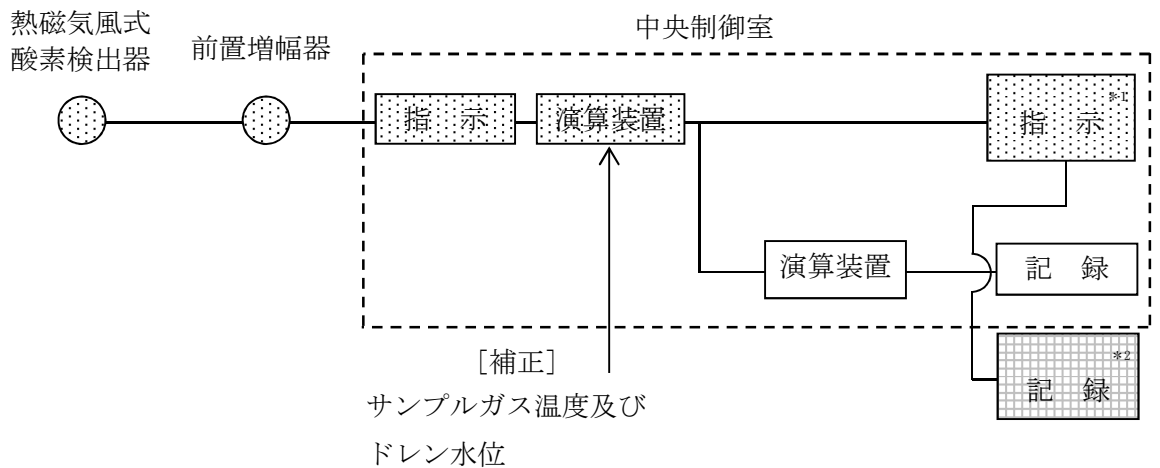 熱磁気風式
酸素検出器
前置増幅器
中央制御室
指 示
演算装置
*1
指 示
演算装置
記 録
[補正]
サンプルガス温度及び
ドレン水位
*2
記 録